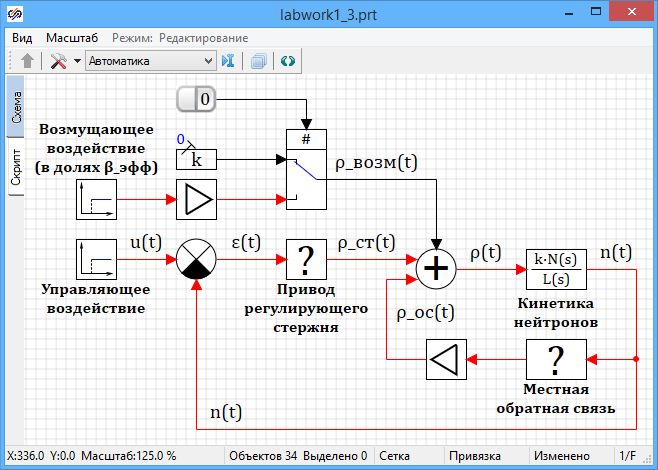 labwork1_3.prt
Вид Масштаб Режим: Редактирование
Автоматика
Схема
Скрипт
0
Возмущающее
воздействие
(в долях β_эфф)
0
k
#
ρ_возм(t)
u(t)
ε(t)
ρ_ст(t)
ρ(t)
n(t)
?
+
k·N(s)
L(s)
Управляющее
воздействие
Привод
регулирующего
стержня
Кинетика
нейтронов
ρ_ос(t)
?
Местная
обратная связь
n(t)
X:336.0 Y:0.0 Масштаб:125.0 % Объектов 34 Выделено 0 Сетка Привязка Изменено 1/F